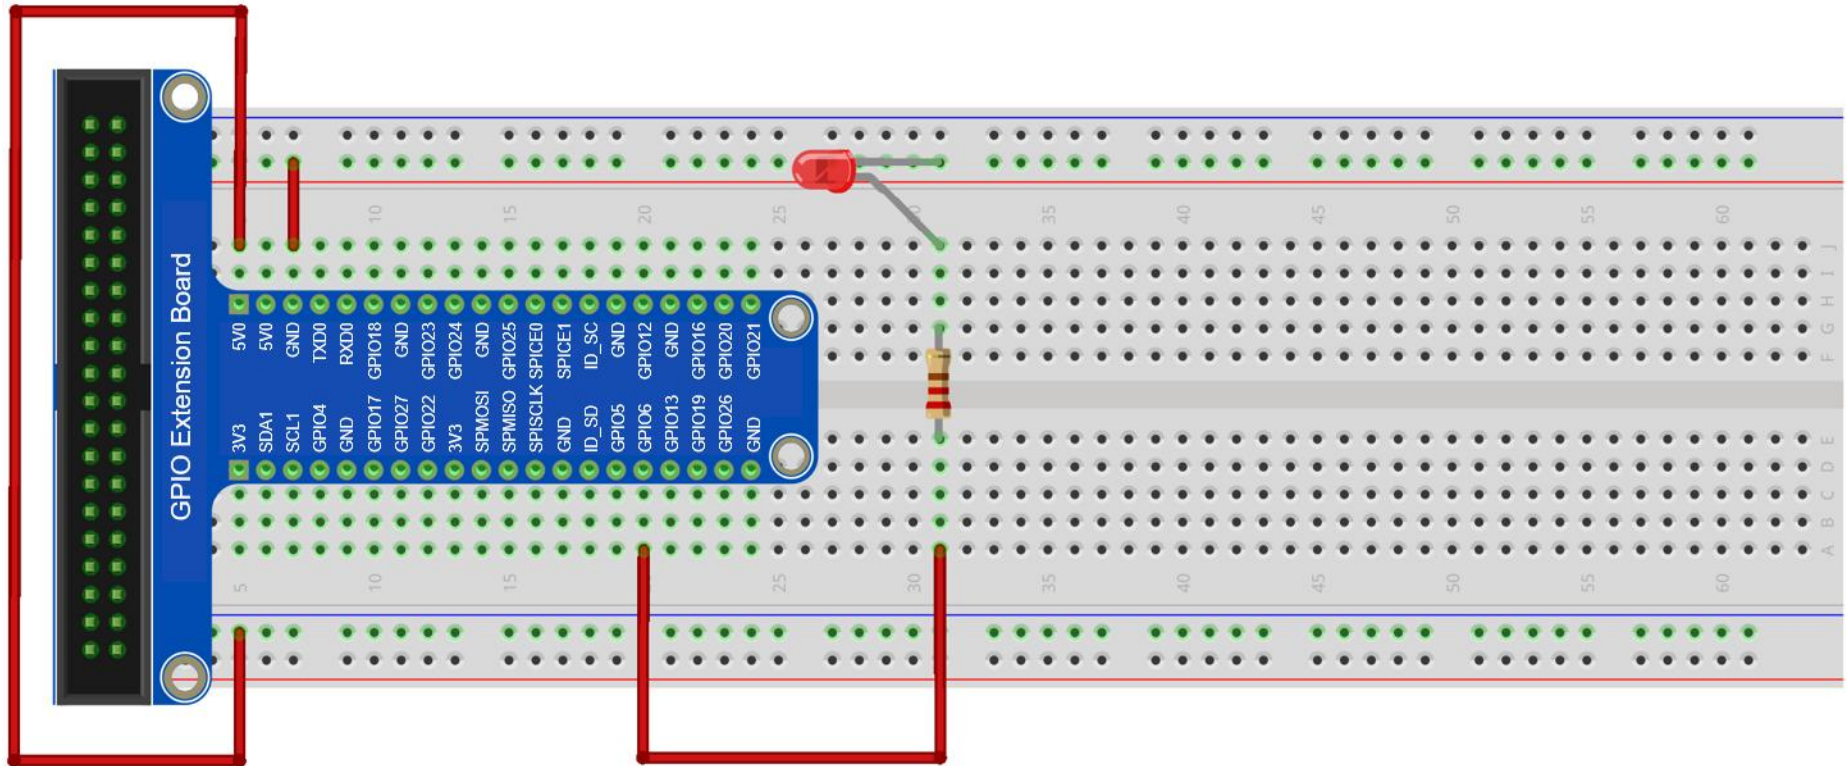 GPIO Extension Board
10 15 20 25 35 40 45 50 55 60
J
I
H
G
F
5V0 5V0 GND TXD0 RXD0 GPIO18 GND GPIO23 GPIO24 GND GPIO25 SPICE0 SPICE1 ID_SC GND GPIO12 GND GPIO16 GPIO20 GPIO21
3V3 SDA1 SCL1 GPIO4 GND GPIO17 GPIO27 GPIO22 3V3 SPMOSI SPMISO SPISCLK GND ID_SD GPIO5 GPIO6 GPIO13 GPIO19 GPIO26 GND
E
D
C
B
A
5 10 15 25 30 35 40 45 50 55 60